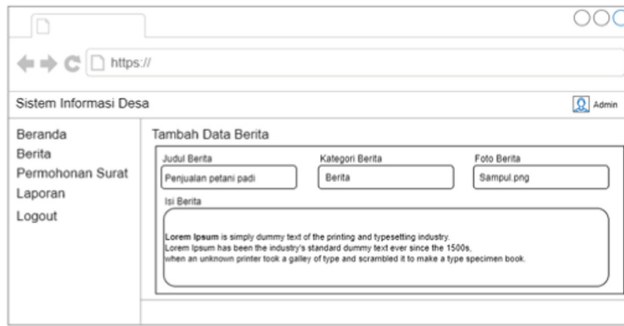 https://
Sistem Informasi Desa
Admin
Beranda
Berita
Permohonan Surat
Laporan
Logout
Tambah Data Berita
Judul Berita
Kategori Berita
Foto Berita
Penjualan petani padi
Berita
Sampul.png
Isi Berita
Lorem Ipsum is simply dummy text of the printing and typesetting industry.
Lorem Ipsum has been the industry's standard dummy text ever since the 1500s,
when an unknown printer took a galley of type and scrambled it to make a type specimen book.